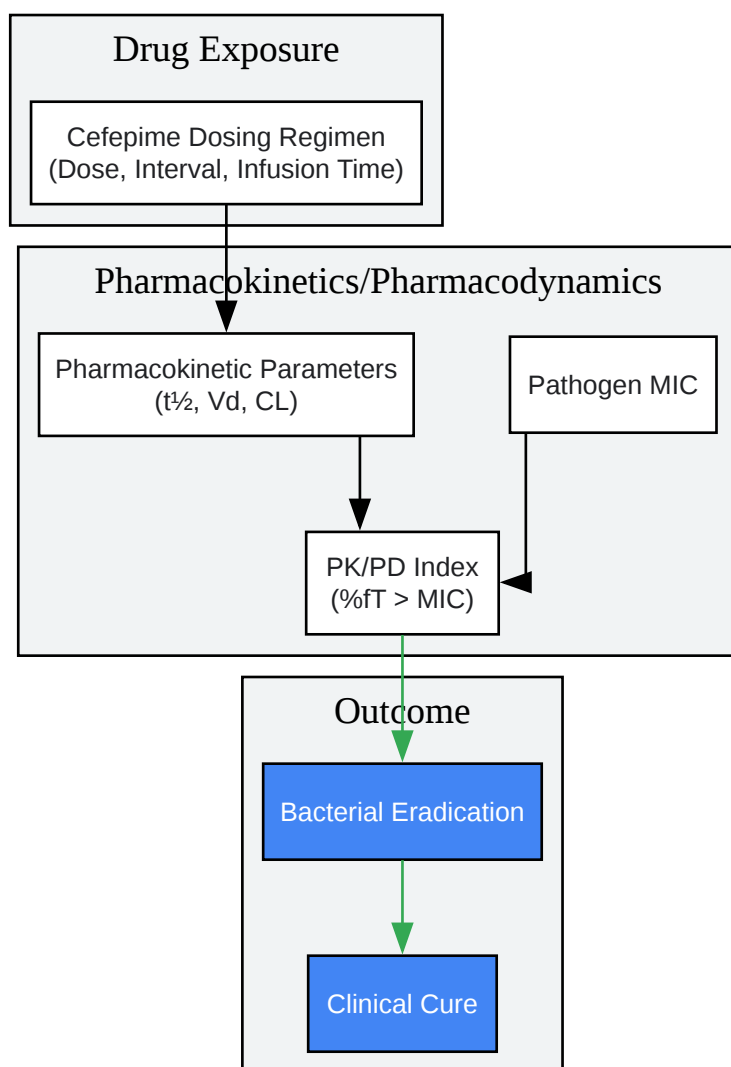 Drug Exposure
Cefepime Dosing Regimen
(Dose, Interval, Infusion Time)
Pharmacokinetics/Pharmacodynamics
Pharmacokinetic Parameters
(t½, Vd, CL)
Pathogen MIC
PK/PD Index
(%fT > MIC)
Outcome
Bacterial Eradication
Clinical Cure